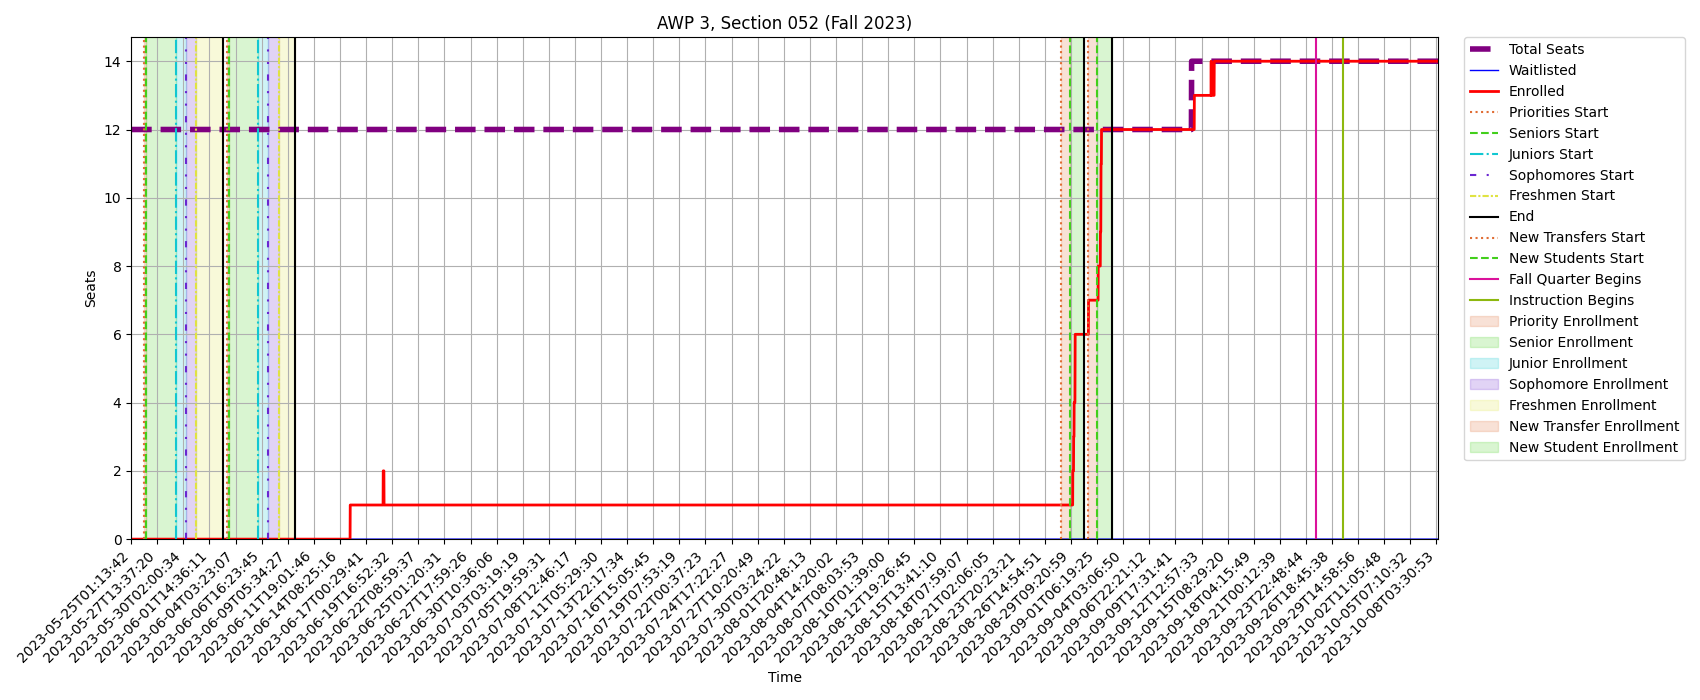 AWP 3, Section 052 (Fall 2023)
Seats
14
12
10
8
6
4
2
0
2023-05-25T01:13:42
2023-05-27T13:37:20
2023-05-30T02:00:34
2023-06-01T14:36:11
2023-06-04T03:23:07
2023-06-06T16:23:45
2023-06-09T05:34:27
2023-06-11T19:01:46
2023-06-14T08:25:16
2023-06-17T00:29:41
2023-06-19T16:52:32
2023-06-22T08:59:37
2023-06-25T01:20:31
2023-06-27T17:59:26
2023-06-30T10:36:06
2023-07-03T03:19:19
2023-07-05T19:59:31
2023-07-08T12:46:17
2023-07-11T05:29:30
2023-07-13T22:17:34
2023-07-16T15:05:45
2023-07-19T07:53:19
2023-07-22T00:37:23
2023-07-24T17:22:27
2023-07-27T10:20:49
2023-07-30T03:24:22
2023-08-01T20:48:13
2023-08-04T14:20:02
2023-08-07T08:03:53
2023-08-10T01:39:00
2023-08-12T19:26:45
2023-08-15T13:41:10
2023-08-18T07:59:07
2023-08-21T02:06:05
2023-08-23T20:23:21
2023-08-26T14:54:51
2023-08-29T09:20:59
2023-09-01T06:19:25
2023-09-04T03:06:50
2023-09-06T22:21:12
2023-09-09T17:31:41
2023-09-12T12:57:33
2023-09-15T08:29:20
2023-09-18T04:15:49
2023-09-21T00:12:39
2023-09-23T22:48:44
2023-09-26T18:45:38
2023-09-29T14:58:56
2023-10-02T11:05:48
2023-10-05T07:10:32
2023-10-08T03:30:53
Time
Total Seats
Waitlisted
Enrolled
Priorities Start
Seniors Start
Juniors Start
Sophomores Start
Freshmen Start
End
New Transfers Start
New Students Start
Fall Quarter Begins
Instruction Begins
Priority Enrollment
Senior Enrollment
Junior Enrollment
Sophomore Enrollment
Freshmen Enrollment
New Transfer Enrollment
New Student Enrollment